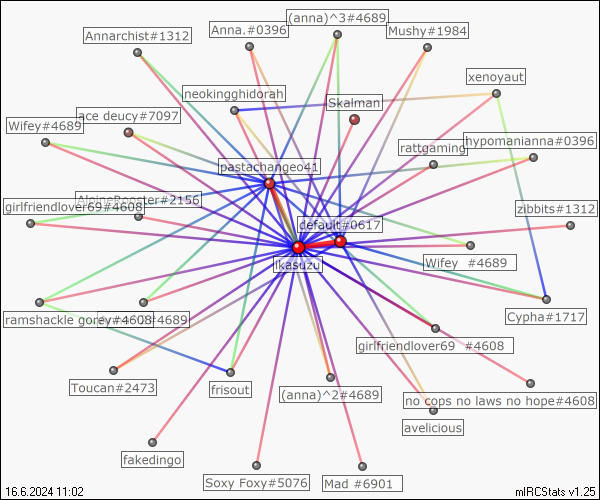 (anna)^3#4689
Anna.#0396
Mushy#1984
Annarchist#1312
xenoyaut
neokingghidorah
Skalman
ace deucy#7097
Wifey#4689
rattgaming
hypomanianna#0396
pastachangeo41
AlpineRooster#2156
girlfriendlover69#4608
zibbits#1312
default#0617
Wifey #4689
ikasuzu
ramshackle gorey#4608
#4689
Cypha#1717
girlfriendlover69 #4608
Toucan#2473
frisout
(anna)^2#4689
no cops no laws no hope#4608
avelicious
fakedingo
Soxy Foxy#5076
Mad #6901
16.6.2024 11:02
mIRCStats v1.25